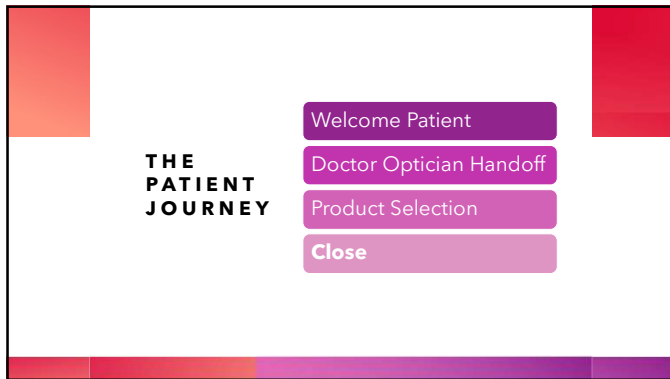 THE
PATIENT
JOURNEY
Welcome Patient
Doctor Optician Handoff
Product Selection
Close